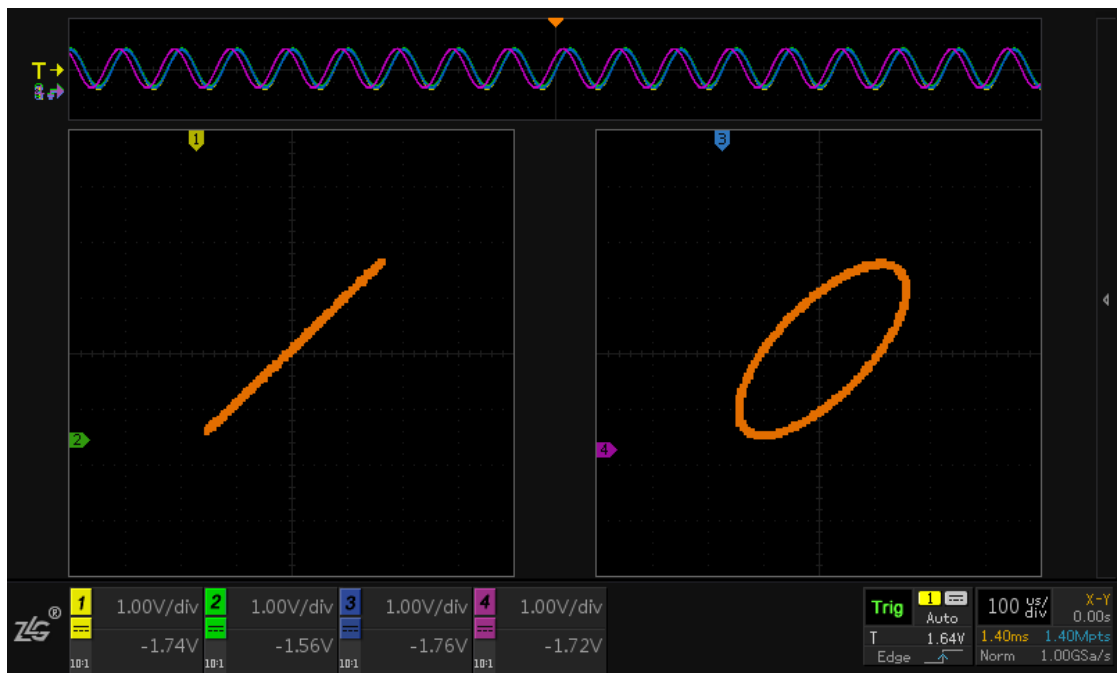 T
1
3
2
4
ZLG®
1 1.00V/div 2 1.00V/div 3 1.00V/div 4 1.00V/div
-1.74V -1.56V -1.76V -1.72V
10:1 10:1 10:1 10:1
Trig 1 Auto
T 1.64V
Edge
100 us/div X-Y
0.00s
1.40ms 1.40Mpts
Norm 1.00GSa/s